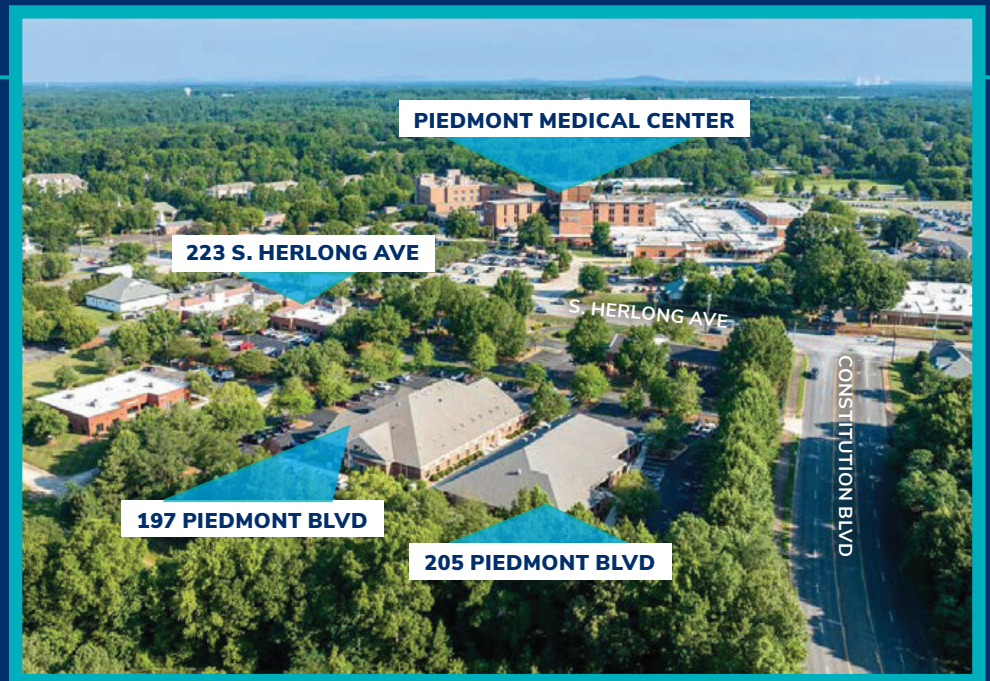 PIEDMONT MEDICAL CENTER
223 S. HERLONG AVE
S. HERLONG AVE
CONSTITUTION BLVD
197 PIEDMONT BLVD
205 PIEDMONT BLVD